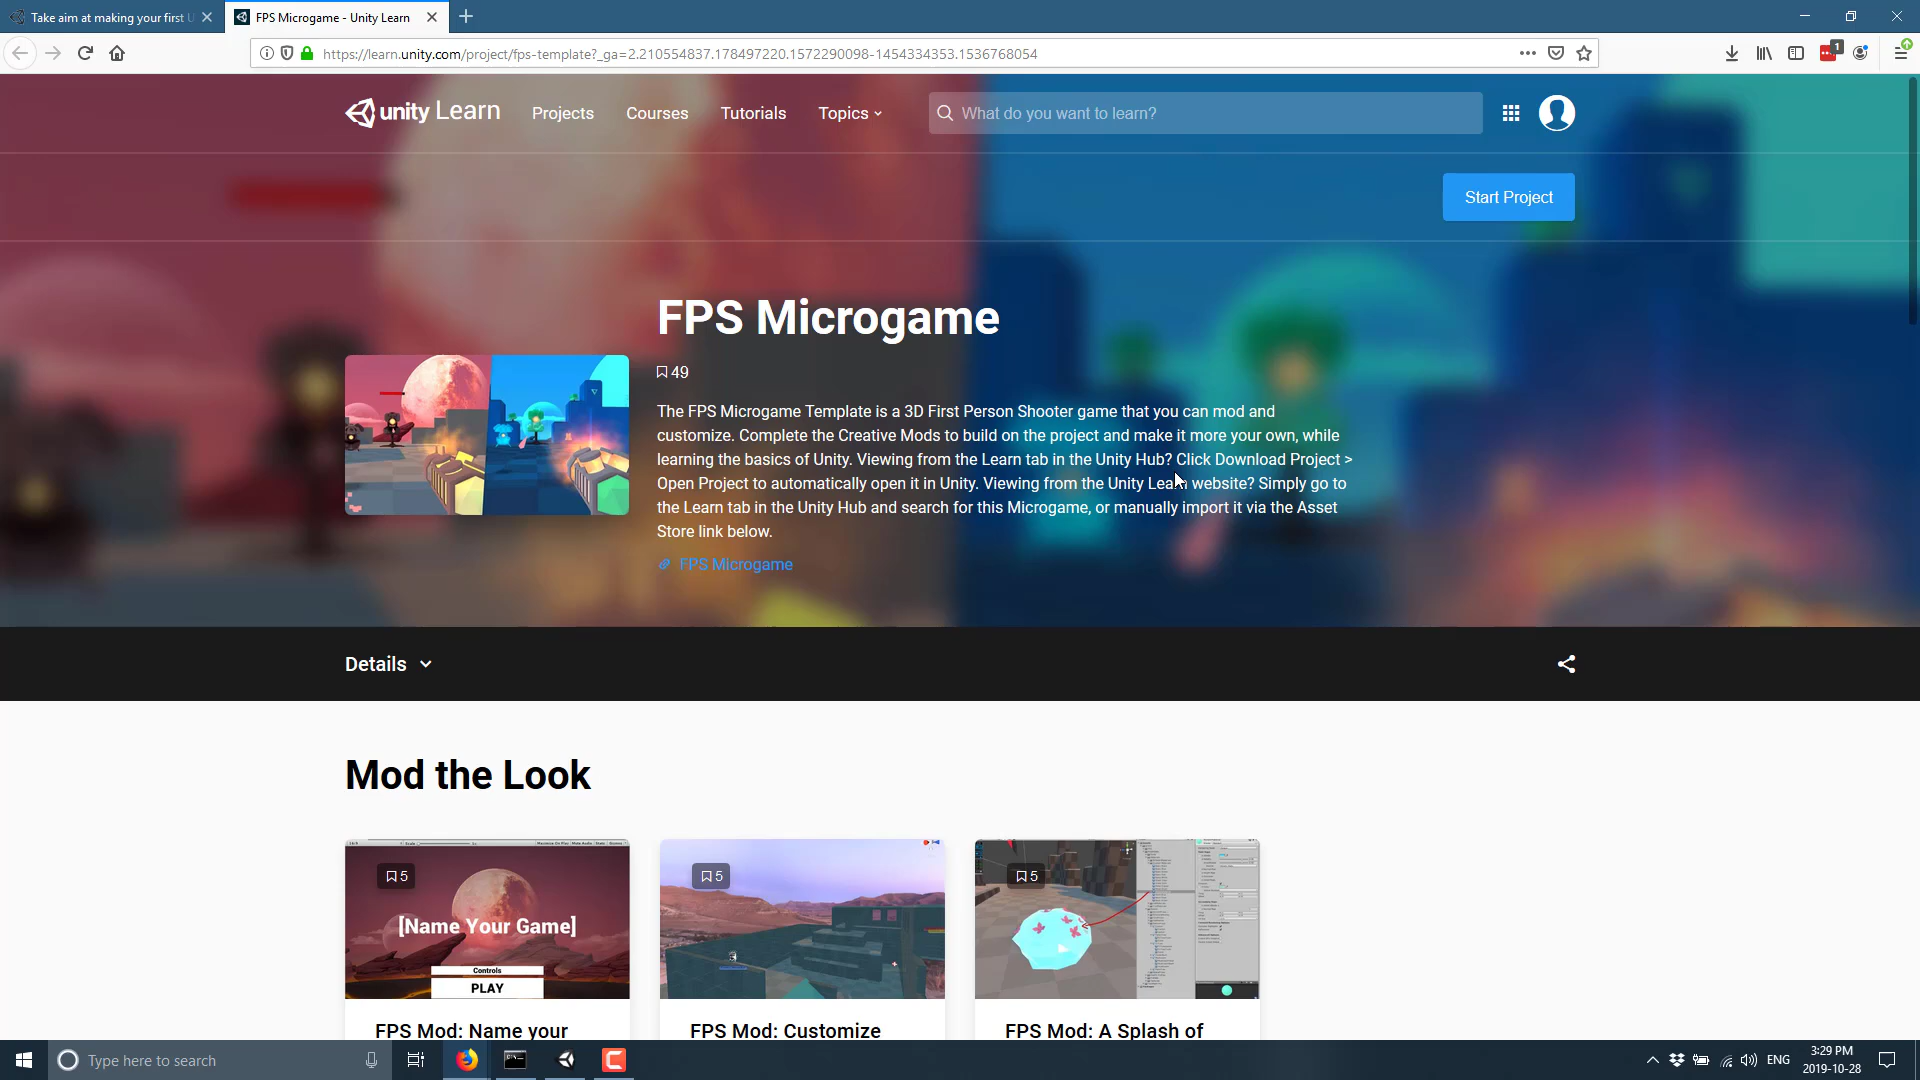 Take aim at making your first U
FPS Microgame - Unity Learn
https://learn.unity.com/project/fps-template?_ga=2.210554837.178497220.1572290098-1454334353.1536768054
1
unity Learn
Projects
Courses
Tutorials
Topics
What do you want to learn?
Start Project
FPS Microgame
49
The FPS Microgame Template is a 3D First Person Shooter game that you can mod and
customize. Complete the Creative Mods to build on the project and make it more your own, while
learning the basics of Unity. Viewing from the Learn tab in the Unity Hub? Click Download Project >
Open Project to automatically open it in Unity. Viewing from the Unity Learn website? Simply go to
the Learn tab in the Unity Hub and search for this Microgame, or manually import it via the Asset
Store link below.
FPS Microgame
Details
Mod the Look
5
[Name Your Game]
Controls
PLAY
5
5
FPS Mod: Name your
FPS Mod: Customize
FPS Mod: A Splash of
Type here to search
ENG
3:29 PM
2019-10-28